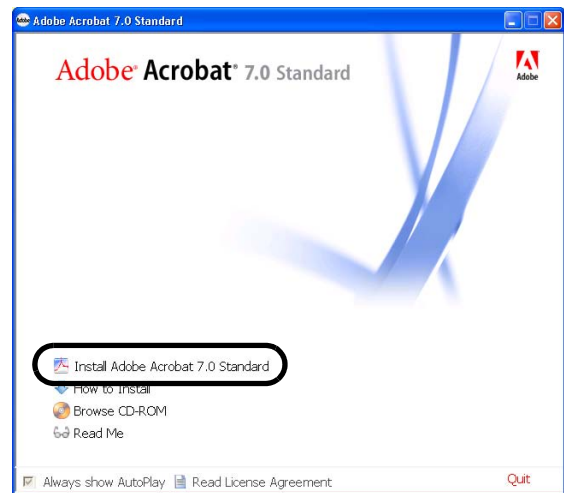 Adobe Acrobat 7.0 Standard
Adobe® Acrobat® 7.0 Standard
Adobe
Install Adobe Acrobat 7.0 Standard
How to Install
Browse CD-ROM
Read Me
Always show AutoPlay Read License Agreement Quit